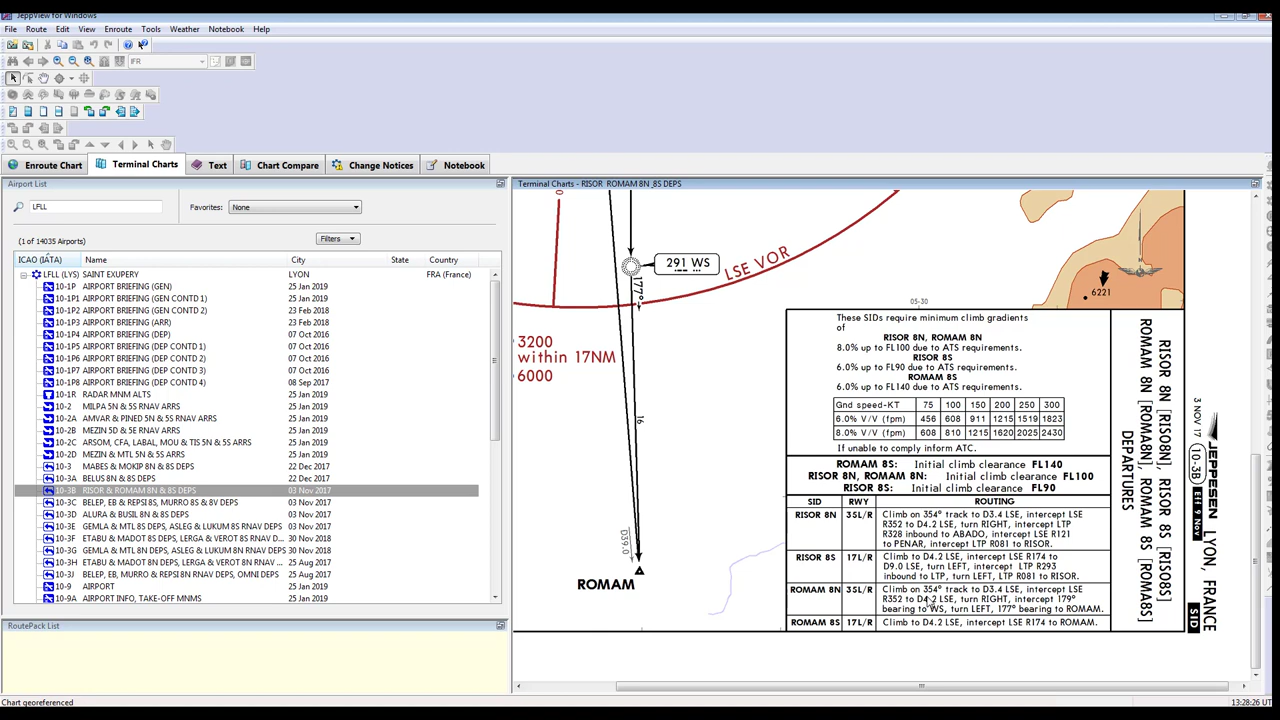 JeppView for Windows
File Route Edit View Enroute Tools Weather Notebook Help
IFR
Enroute Chart Terminal Charts Text Chart Compare Change Notices Notebook
Airport List
LFLL Favorites: None
(1 of 14035 Airports) Filters
ICAO (IATA) Name City State Country
LFLL (LYS) SAINT EXUPERY LYON FRA (France)
10-1P AIRPORT BRIEFING (GEN) 25 Jan 2019
10-1P1 AIRPORT BRIEFING (GEN CONTD 1) 23 Feb 2018
10-1P2 AIRPORT BRIEFING (GEN CONTD 2) 23 Feb 2018
10-1P3 AIRPORT BRIEFING (ARR) 25 Jan 2019
10-1P4 AIRPORT BRIEFING (DEP) 07 Oct 2016
10-1P5 AIRPORT BRIEFING (DEP CONTD 1) 07 Oct 2016
10-1P6 AIRPORT BRIEFING (DEP CONTD 2) 07 Oct 2016
10-1P7 AIRPORT BRIEFING (DEP CONTD 3) 07 Oct 2016
10-1P8 AIRPORT BRIEFING (DEP CONTD 4) 08 Sep 2017
10-1R RADAR MNM ALTS 25 Jan 2019
10-2 MILPA 5N & 5S RNAV ARRS 25 Jan 2019
10-2A AMVAR & PINED 5N & 5S RNAV ARRS 25 Jan 2019
10-2B MEZIN 5D & 5E RNAV ARRS 25 Jan 2019
10-2C ARSOM, CFA, LABAL, MOU & TIS 5N & 5S ARRS 25 Jan 2019
10-2D MEZIN & MTL 5N & 5S ARRS 25 Jan 2019
10-3 MABES & MOKIP 8N & 8S DEPS 22 Dec 2017
10-3A BELUS 8N & 8S DEPS 22 Dec 2017
10-3B RISOR & ROMAM 8N & 8S DEPS 03 Nov 2017
10-3C BELEP, EB & REPSI 8S, MURRO 8S & 8V DEPS 03 Nov 2017
10-3D ALURA & BUSIL 8N & 8S DEPS 03 Nov 2017
10-3E GEMLA & MTL 8S DEPS, ASLEG & LUKUM 8S RNAV DEPS 30 Nov 2018
10-3F ETABU & MADOT 8S DEPS, LERGA & VEROT 8S RNAV DEPS 30 Nov 2018
10-3G GEMLA & MTL 8N DEPS, ASLEG & LUKUM 8N RNAV DEPS 30 Nov 2018
10-3H ETABU & MADOT 8N DEPS, LERGA & VEROT 8N RNAV DEPS 25 Aug 2017
10-3J BELEP, EB, MURRO & REPSI 8N DEPS, OMNI DEPS 25 Aug 2017
10-9 AIRPORT 25 Jan 2019
10-9A AIRPORT INFO, TAKE-OFF MNMS 25 Jan 2019
RoutePack List
Chart georeferenced
13:28:26 UT
Terminal Charts - RISOR ROMAM 8N 8S DEPS
291 WS
177°
LSE VOR
3200
within 17NM
6000
16
D39.0
ROMAM
05-30
6221
These SIDs require minimum climb gradients
of
RISOR 8N, ROMAM 8N
8.0% up to FL100 due to ATS requirements.
RISOR 8S
6.0% up to FL90 due to ATS requirements.
ROMAM 8S
6.0% up to FL140 due to ATS requirements.
Gnd speed-KT 75 100 150 200 250 300
6.0% V/V (fpm) 456 608 911 1215 1519 1823
8.0% V/V (fpm) 608 810 1215 1620 2025 2430
If unable to comply inform ATC.
ROMAM 8S: Initial climb clearance FL140
RISOR 8N, ROMAM 8N: Initial climb clearance FL100
RISOR 8S: Initial climb clearance FL90
SID RWY ROUTING
RISOR 8N 35L/R Climb on 354° track to D3.4 LSE, intercept LSE
R352 to D4.2 LSE, turn RIGHT, intercept LTP
R328 inbound to ABADO, intercept LSE R121
to PENAR, intercept LTP R081 to RISOR.
RISOR 8S 17L/R Climb to D4.2 LSE, intercept LSE R174 to
D9.0 LSE, turn LEFT, intercept LTP R293
inbound to LTP, turn LEFT, LTP R081 to RISOR.
ROMAM 8N 35L/R Climb on 354° track to D3.4 LSE, intercept LSE
R352 to D4.2 LSE, turn RIGHT, intercept 179°
bearing to WS, turn LEFT, 177° bearing to ROMAM.
ROMAM 8S 17L/R Climb to D4.2 LSE, intercept LSE R174 to ROMAM.
RISOR 8N [RISO8N], RISOR 8S [RISO8S]
ROMAM 8N [ROMA8N], ROMAM 8S [ROMA8S]
DEPARTURES
JEPPESEN LYON, FRANCE
3 NOV 17 10-3B Eff 9 Nov SID